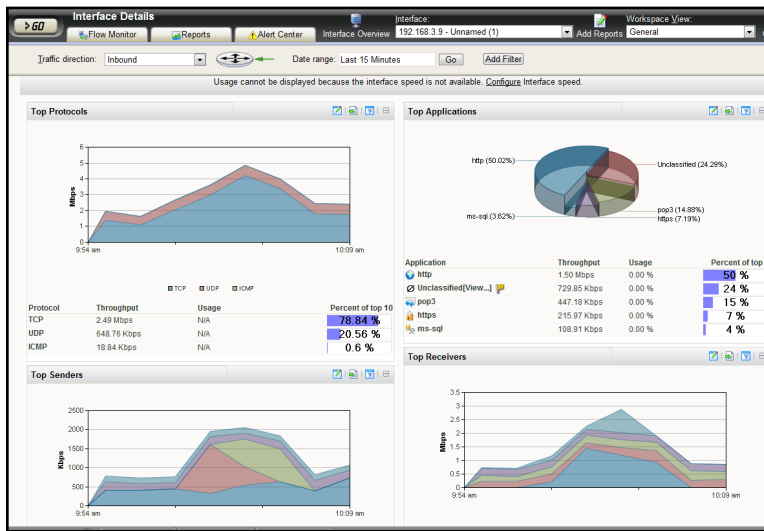 Interface Details
GO
Flow Monitor
Reports
Alert Center
Interface Overview
Interface:
192.168.3.9 - Unnamed (1)
Add Reports
Workspace View:
General
Traffic direction:
Inbound
Date range:
Last 15 Minutes
Go
Add Filter
Usage cannot be displayed because the interface speed is not available. Configure Interface speed.
Top Protocols
6
5
4
3
2
1
0
Mbps
9:54 am
10:09 am
TCP UDP ICMP
Protocol Throughput Usage Percent of top 10
TCP 2.49 Mbps N/A 78.84 %
UDP 648.76 Kbps N/A 20.56 %
ICMP 18.84 Kbps N/A 0.6 %
Top Senders
2500
2000
1500
1000
500
0
Kbps
9:54 am
10:09 am
Top Applications
http (50.02%)
Unclassified (24.29%)
pop3 (14.88%)
https (7.19%)
ms-sql (3.62%)
Application Throughput Usage Percent of top
http 1.50 Mbps 0.00 % 50 %
Unclassified[View...] 729.85 Kbps 0.00 % 24 %
pop3 447.18 Kbps 0.00 % 15 %
https 215.97 Kbps 0.00 % 7 %
ms-sql 108.91 Kbps 0.00 % 4 %
Top Receivers
3.5
3
2.5
2
1.5
1
0.5
0
Mbps
9:54 am
10:09 am